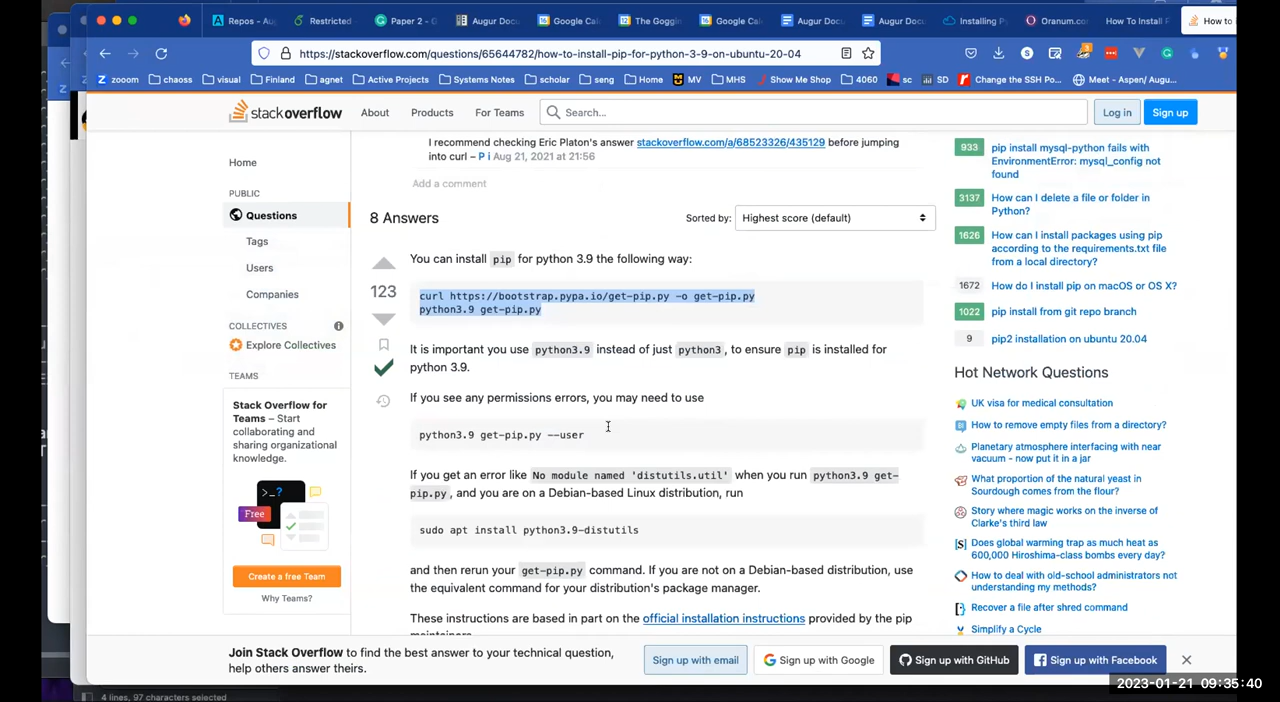 Repos - Au
Restricted
Paper 2 - G
Augur Docu
Google Cal
The Goggin
Google Cal
Augur Docu
Augur Docu
Installing Py
Oranum.co
How To Install F
How to in
https://stackoverflow.com/questions/65644782/how-to-install-pip-for-python-3-9-on-ubuntu-20-04
zooom
chaoss
visual
Finland
agnet
Active Projects
Systems Notes
scholar
seng
Home
MV
MHS
Show Me Shop
4060
sc
SD
Change the SSH Po...
Meet - Aspen/ Augu...
stackoverflow
About
Products
For Teams
Search...
Log in
Sign up
Home
PUBLIC
Questions
Tags
Users
Companies
COLLECTIVES
Explore Collectives
TEAMS
Stack Overflow for
Teams – Start
collaborating and
sharing organizational
knowledge.
Free
Create a free Team
Why Teams?
I recommend checking Eric Platon's answer stackoverflow.com/a/68523326/435129 before jumping
into curl – P i Aug 21, 2021 at 21:56
Add a comment
8 Answers
Sorted by:
Highest score (default)
123
You can install pip for python 3.9 the following way:
curl https://bootstrap.pypa.io/get-pip.py -o get-pip.py
python3.9 get-pip.py
It is important you use python3.9 instead of just python3, to ensure pip is installed for
python 3.9.
If you see any permissions errors, you may need to use
python3.9 get-pip.py --user
If you get an error like No module named 'distutils.util' when you run python3.9 get-
pip.py, and you are on a Debian-based Linux distribution, run
sudo apt install python3.9-distutils
and then rerun your get-pip.py command. If you are not on a Debian-based distribution, use
the equivalent command for your distribution's package manager.
These instructions are based in part on the official installation instructions provided by the pip
maintainers.
933 pip install mysql-python fails with
EnvironmentError: mysql_config not
found
3137 How can I delete a file or folder in
Python?
1626 How can I install packages using pip
according to the requirements.txt file
from a local directory?
1672 How do I install pip on macOS or OS X?
1022 pip install from git repo branch
9 pip2 installation on ubuntu 20.04
Hot Network Questions
UK visa for medical consultation
How to remove empty files from a directory?
Planetary atmosphere interfacing with near
vacuum - now put it in a jar
What proportion of the natural yeast in
Sourdough comes from the flour?
Story where magic works on the inverse of
Clarke's third law
Does global warming trap as much heat as
600,000 Hiroshima-class bombs every day?
How to deal with old-school administrators not
understanding my methods?
Recover a file after shred command
Simplify a Cycle
Join Stack Overflow to find the best answer to your technical question,
help others answer theirs.
Sign up with email
Sign up with Google
Sign up with GitHub
Sign up with Facebook
4 lines, 97 characters selected
2023-01-21 09:35:40